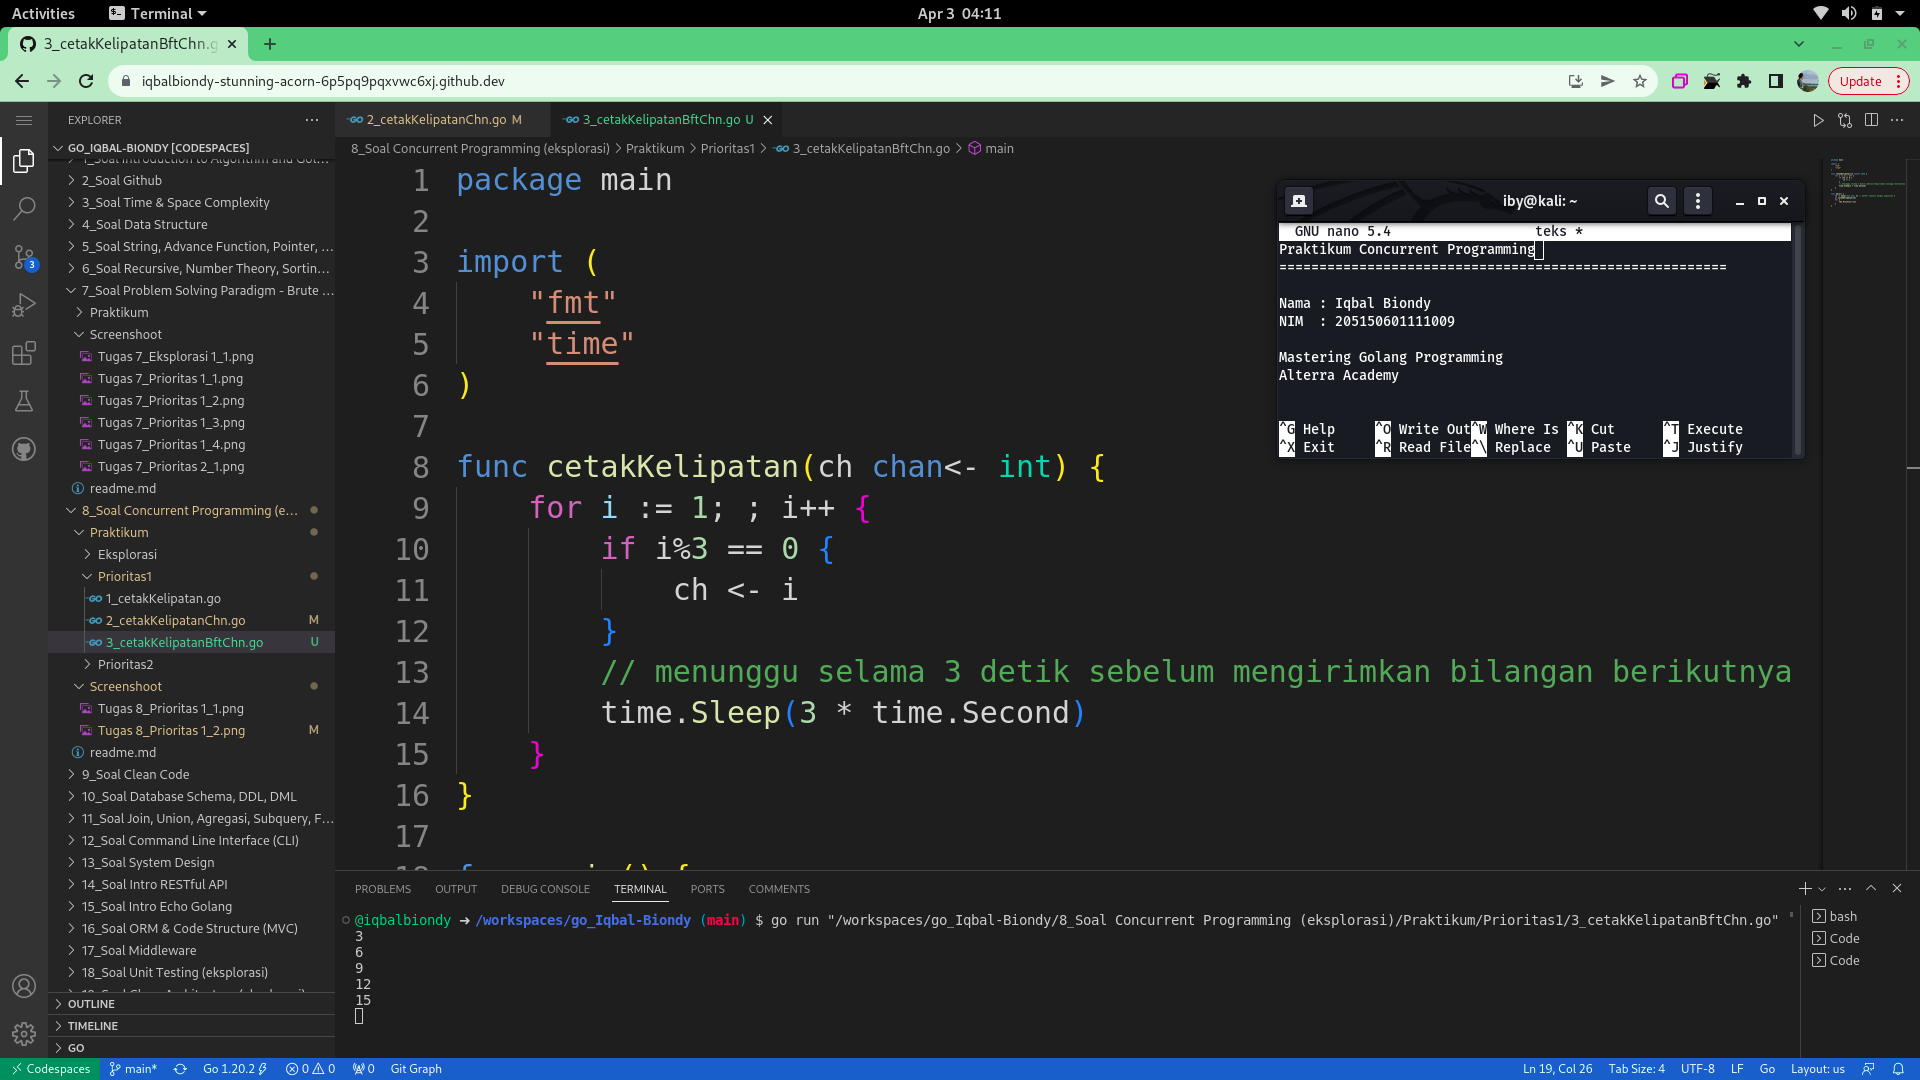 Activities
Terminal
Apr 3 04:11
3_cetakKelipatanBftChn.g
iqbalbiondy-stunning-acorn-6p5pq9pqxvwc6xj.github.dev
Update
EXPLORER
GO_IQBAL-BIONDY [CODESPACES]
2_Soal Github
3_Soal Time & Space Complexity
4_Soal Data Structure
5_Soal String, Advance Function, Pointer, ...
6_Soal Recursive, Number Theory, Sortin...
7_Soal Problem Solving Paradigm - Brute ...
Praktikum
Screenshoot
Tugas 7_Eksplorasi 1_1.png
Tugas 7_Prioritas 1_1.png
Tugas 7_Prioritas 1_2.png
Tugas 7_Prioritas 1_3.png
Tugas 7_Prioritas 1_4.png
Tugas 7_Prioritas 2_1.png
readme.md
8_Soal Concurrent Programming (e...
Praktikum
Eksplorasi
Prioritas1
1_cetakKelipatan.go
2_cetakKelipatanChn.go M
3_cetakKelipatanBftChn.go U
Prioritas2
Screenshoot
Tugas 8_Prioritas 1_1.png
Tugas 8_Prioritas 1_2.png M
readme.md
9_Soal Clean Code
10_Soal Database Schema, DDL, DML
11_Soal Join, Union, Agregasi, Subquery, F...
12_Soal Command Line Interface (CLI)
13_Soal System Design
14_Soal Intro RESTful API
15_Soal Intro Echo Golang
16_Soal ORM & Code Structure (MVC)
17_Soal Middleware
18_Soal Unit Testing (eksplorasi)
OUTLINE
TIMELINE
GO
3
2_cetakKelipatanChn.go M
3_cetakKelipatanBftChn.go U
8_Soal Concurrent Programming (eksplorasi) > Praktikum > Prioritas1 > 3_cetakKelipatanBftChn.go > main
1 package main
2
3 import (
4 "fmt"
5 "time"
6 )
7
8 func cetakKelipatan(ch chan<- int) {
9 for i := 1; ; i++ {
10 if i%3 == 0 {
11 ch <- i
12 }
13 // menunggu selama 3 detik sebelum mengirimkan bilangan berikutnya
14 time.Sleep(3 * time.Second)
15 }
16 }
17
iby@kali: ~
GNU nano 5.4 teks *
Praktikum Concurrent Programming
========================================================
Nama : Iqbal Biondy
NIM : 205150601111009
Mastering Golang Programming
Alterra Academy
^G Help ^O Write Out ^W Where Is ^K Cut ^T Execute
^X Exit ^R Read File ^\ Replace ^U Paste ^J Justify
PROBLEMS OUTPUT DEBUG CONSOLE TERMINAL PORTS COMMENTS
@iqbalbiondy ➜ /workspaces/go_Iqbal-Biondy (main) $ go run "/workspaces/go_Iqbal-Biondy/8_Soal Concurrent Programming (eksplorasi)/Praktikum/Prioritas1/3_cetakKelipatanBftChn.go"
3
6
9
12
15
bash
Code
Code
Codespaces main* Go 1.20.2 0 0 0 Git Graph
Ln 19, Col 26 Tab Size: 4 UTF-8 LF Go Layout: us